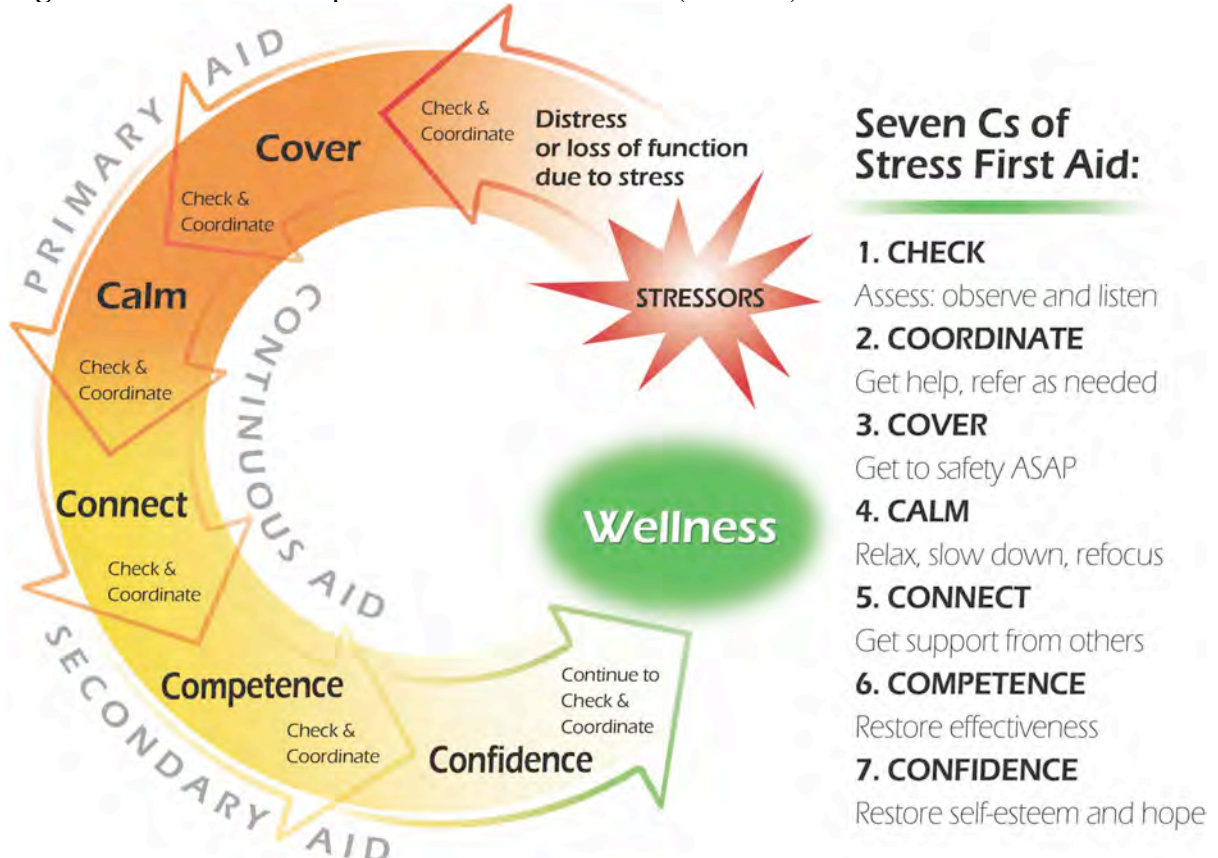 PRIMARY AID
Check &
Coordinate
Distress
or loss of function
due to stress
STRESSORS
Cover
Check &
Coordinate
Calm
Check &
Coordinate
CONTINUOUS AID
Connect
Check &
Coordinate
SECONDARY AID
Competence
Check &
Coordinate
Confidence
Continue to
Check &
Coordinate
Wellness
Seven Cs of
Stress First Aid:
1. CHECK
Assess: observe and listen
2. COORDINATE
Get help, refer as needed
3. COVER
Get to safety ASAP
4. CALM
Relax, slow down, refocus
5. CONNECT
Get support from others
6. COMPETENCE
Restore effectiveness
7. CONFIDENCE
Restore self-esteem and hope